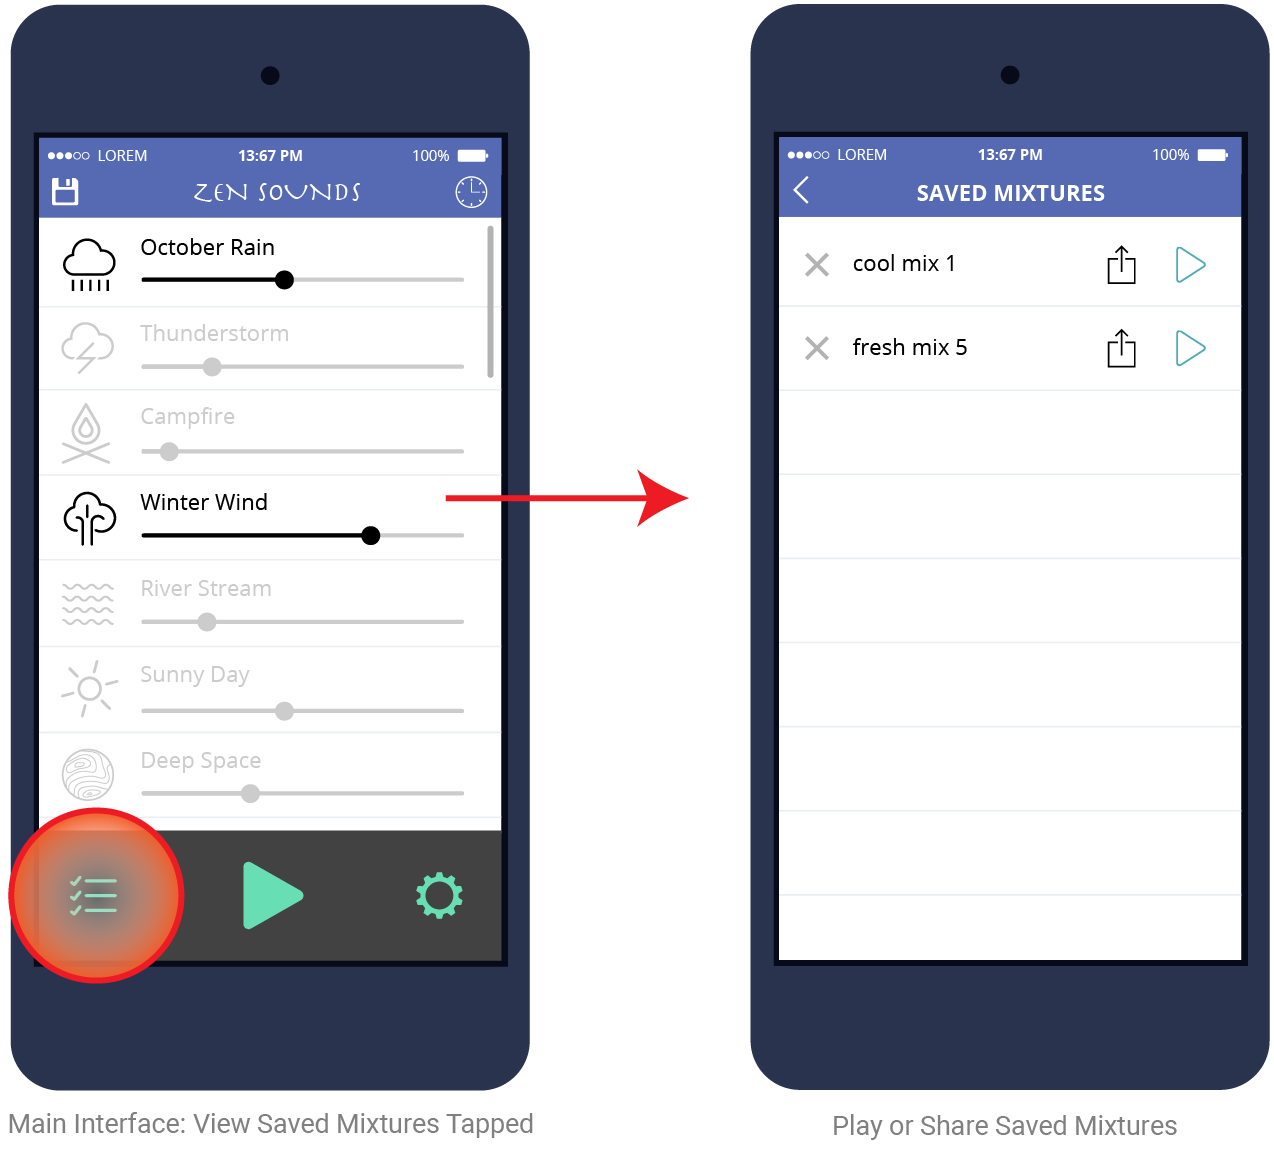 LOREM 13:67 PM 100%
ZEN SOUNDS
October Rain
Thunderstorm
Campfire
Winter Wind
River Stream
Sunny Day
Deep Space
Main Interface: View Saved Mixtures Tapped
LOREM 13:67 PM 100%
SAVED MIXTURES
cool mix 1
fresh mix 5
Play or Share Saved Mixtures